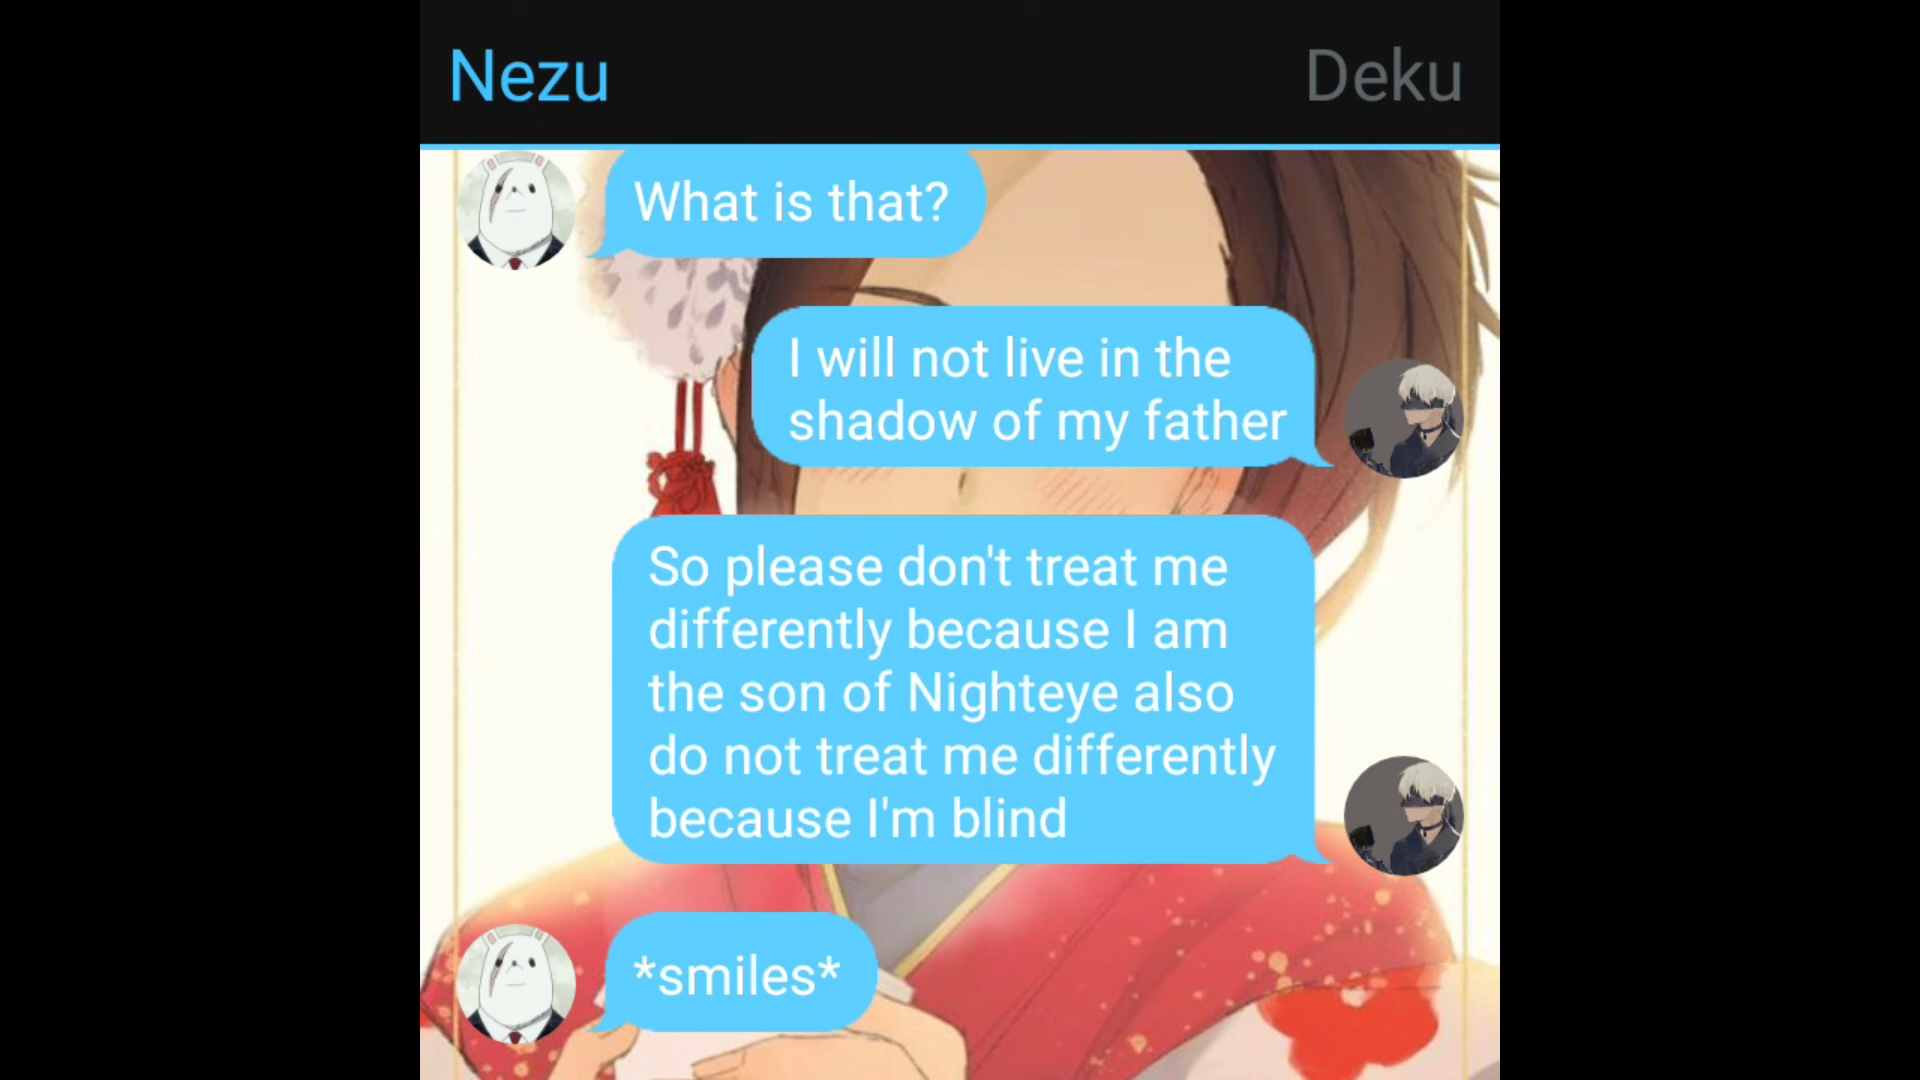 Nezu
Deku
What is that?
I will not live in the
shadow of my father
So please don't treat me
differently because I am
the son of Nighteye also
do not treat me differently
because I'm blind
*smiles*